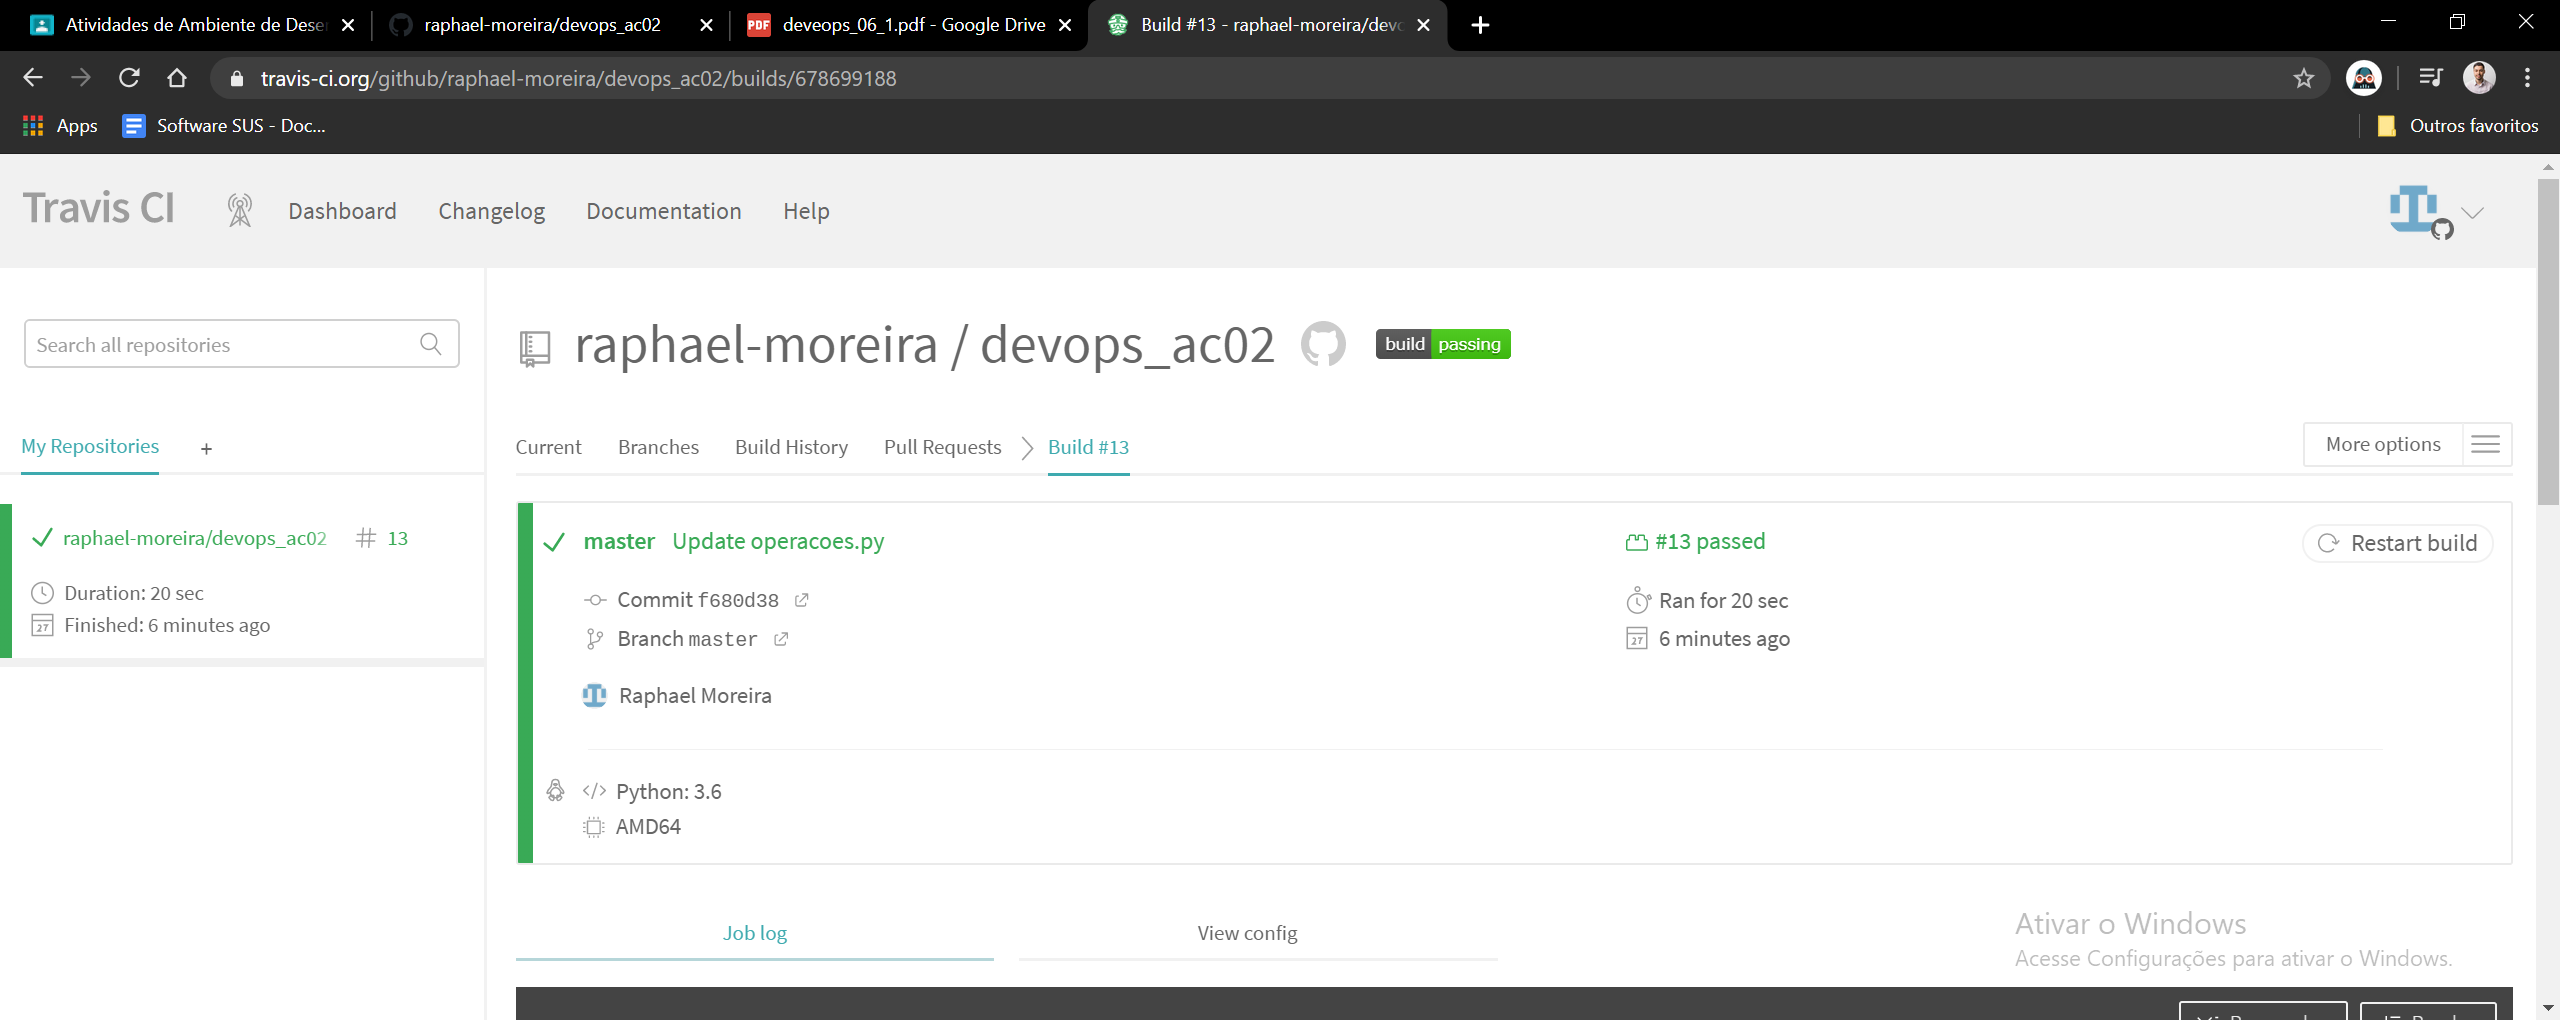 Atividades de Ambiente de Deser
raphael-moreira/devops_ac02
PDF
deveops_06_1.pdf - Google Drive
Build #13 - raphael-moreira/devo
travis-ci.org/github/raphael-moreira/devops_ac02/builds/678699188
Apps
Software SUS - Doc...
Outros favoritos
Travis CI
Dashboard
Changelog
Documentation
Help
Search all repositories
raphael-moreira / devops_ac02
build passing
My Repositories
+
Current
Branches
Build History
Pull Requests
Build #13
More options
raphael-moreira/devops_ac02
# 13
Duration: 20 sec
Finished: 6 minutes ago
master Update operacoes.py
#13 passed
Restart build
Commit f680d38
Ran for 20 sec
Branch master
6 minutes ago
Raphael Moreira
Python: 3.6
AMD64
Job log
View config
Ativar o Windows
Acesse Configurações para ativar o Windows.